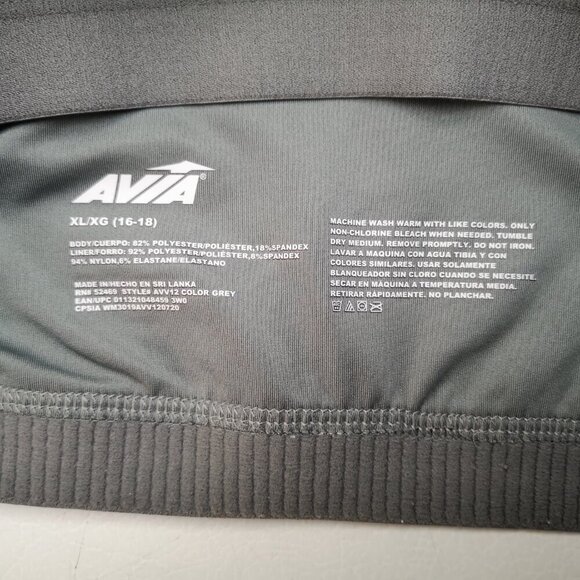 AVIA®
XL/XG (16-18)
BODY/CUERPO: 82% POLYESTER/POLIÉSTER,18%SPANDEX
LINER/FORRO: 92% POLYESTER/POLIÉSTER,8%SPANDEX
94% NYLON,6% ELASTANE/ELASTANO
MADE IN/HECHO EN SRI LANKA
RN# 52469 STYLE# AVV12 COLOR GREY
EAN/UPC 011321048459 3W0
CPSIA WM3019AVV120720
MACHINE WASH WARM WITH LIKE COLORS. ONLY
NON-CHLORINE BLEACH WHEN NEEDED. TUMBLE
DRY MEDIUM. REMOVE PROMPTLY. DO NOT IRON.
LAVAR A MAQUINA CON AGUA TIBIA Y CON
COLORES SIMILARES. USAR SOLAMENTE
BLANQUEADOR SIN CLORO CUANDO SE NECESITE.
SECAR EN MAQUINA A TEMPERATURA MEDIA.
RETIRAR RAPIDAMENTE. NO PLANCHAR.